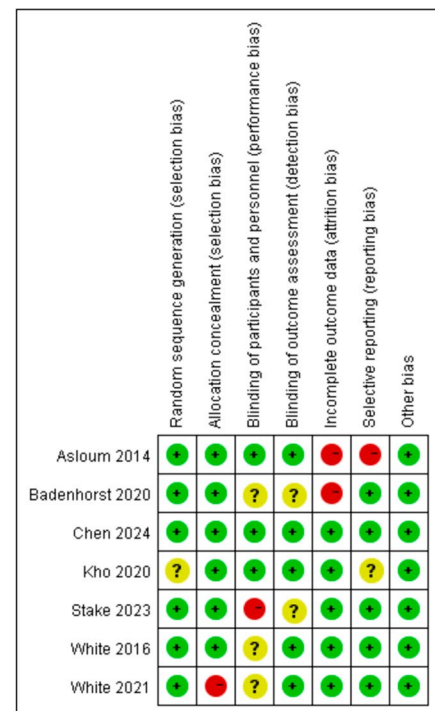 Random sequence generation (selection bias)
Allocation concealment (selection bias)
Blinding of participants and personnel (performance bias)
Blinding of outcome assessment (detection bias)
Incomplete outcome data (attrition bias)
Selective reporting (reporting bias)
Other bias
Asloum 2014 + + + + - - +
Badenhorst 2020 + + ? ? - + +
Chen 2024 + + + + + + +
Kho 2020 ? + + + + ? +
Stake 2023 + + - ? + + +
White 2016 + + ? + + + +
White 2021 + - ? + + + +